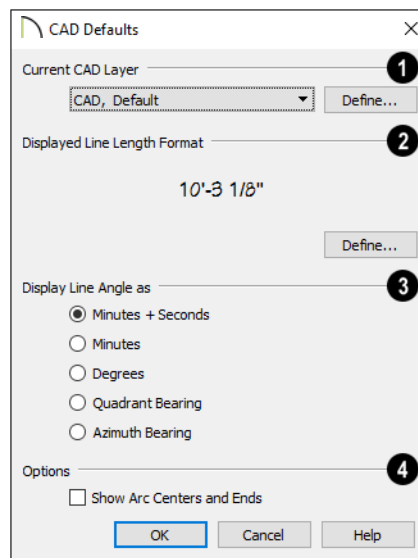 CAD Defaults
Current CAD Layer 1
CAD, Default Define...
Displayed Line Length Format 2
10'-3 1/8"
Define...
Display Line Angle as 3
Minutes + Seconds
Minutes
Degrees
Quadrant Bearing
Azimuth Bearing
Options 4
Show Arc Centers and Ends
OK Cancel Help